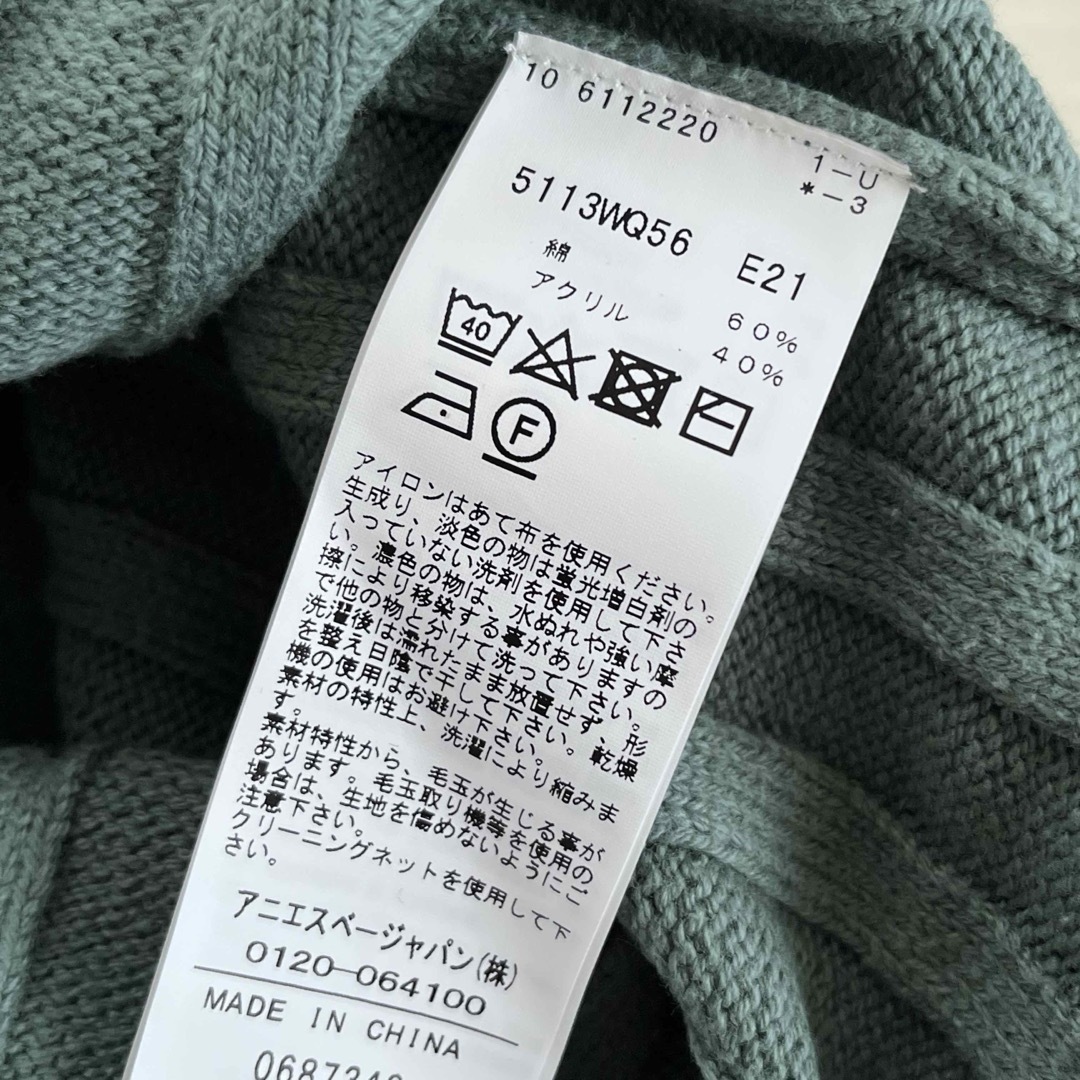 10 6112220
1-U
*-3
5113WQ56 E21
綿 60%
アクリル 40%
40
F
アイロンはあて布を使用ください。
生成り、淡色の物は蛍光増白剤の
入っていない洗剤を使用して下さ
い。濃色の物は、水ぬれや強い摩
擦により移染する事がありますの
で他の物と分けて洗って下さい。
洗濯後は濡れたまま放置せず、形
を整え日陰で干して下さい。乾燥
機の使用はお避け下さい。
素材の特性上、洗濯により縮みま
す。
素材特性から、毛玉が生じる事が
あります。毛玉取り機等を使用の
場合は、生地を傷めないようにご
注意下さい。
クリーニングネットを使用して下
さい。
アニエスベージャパン(株)
0120-064100
MADE IN CHINA